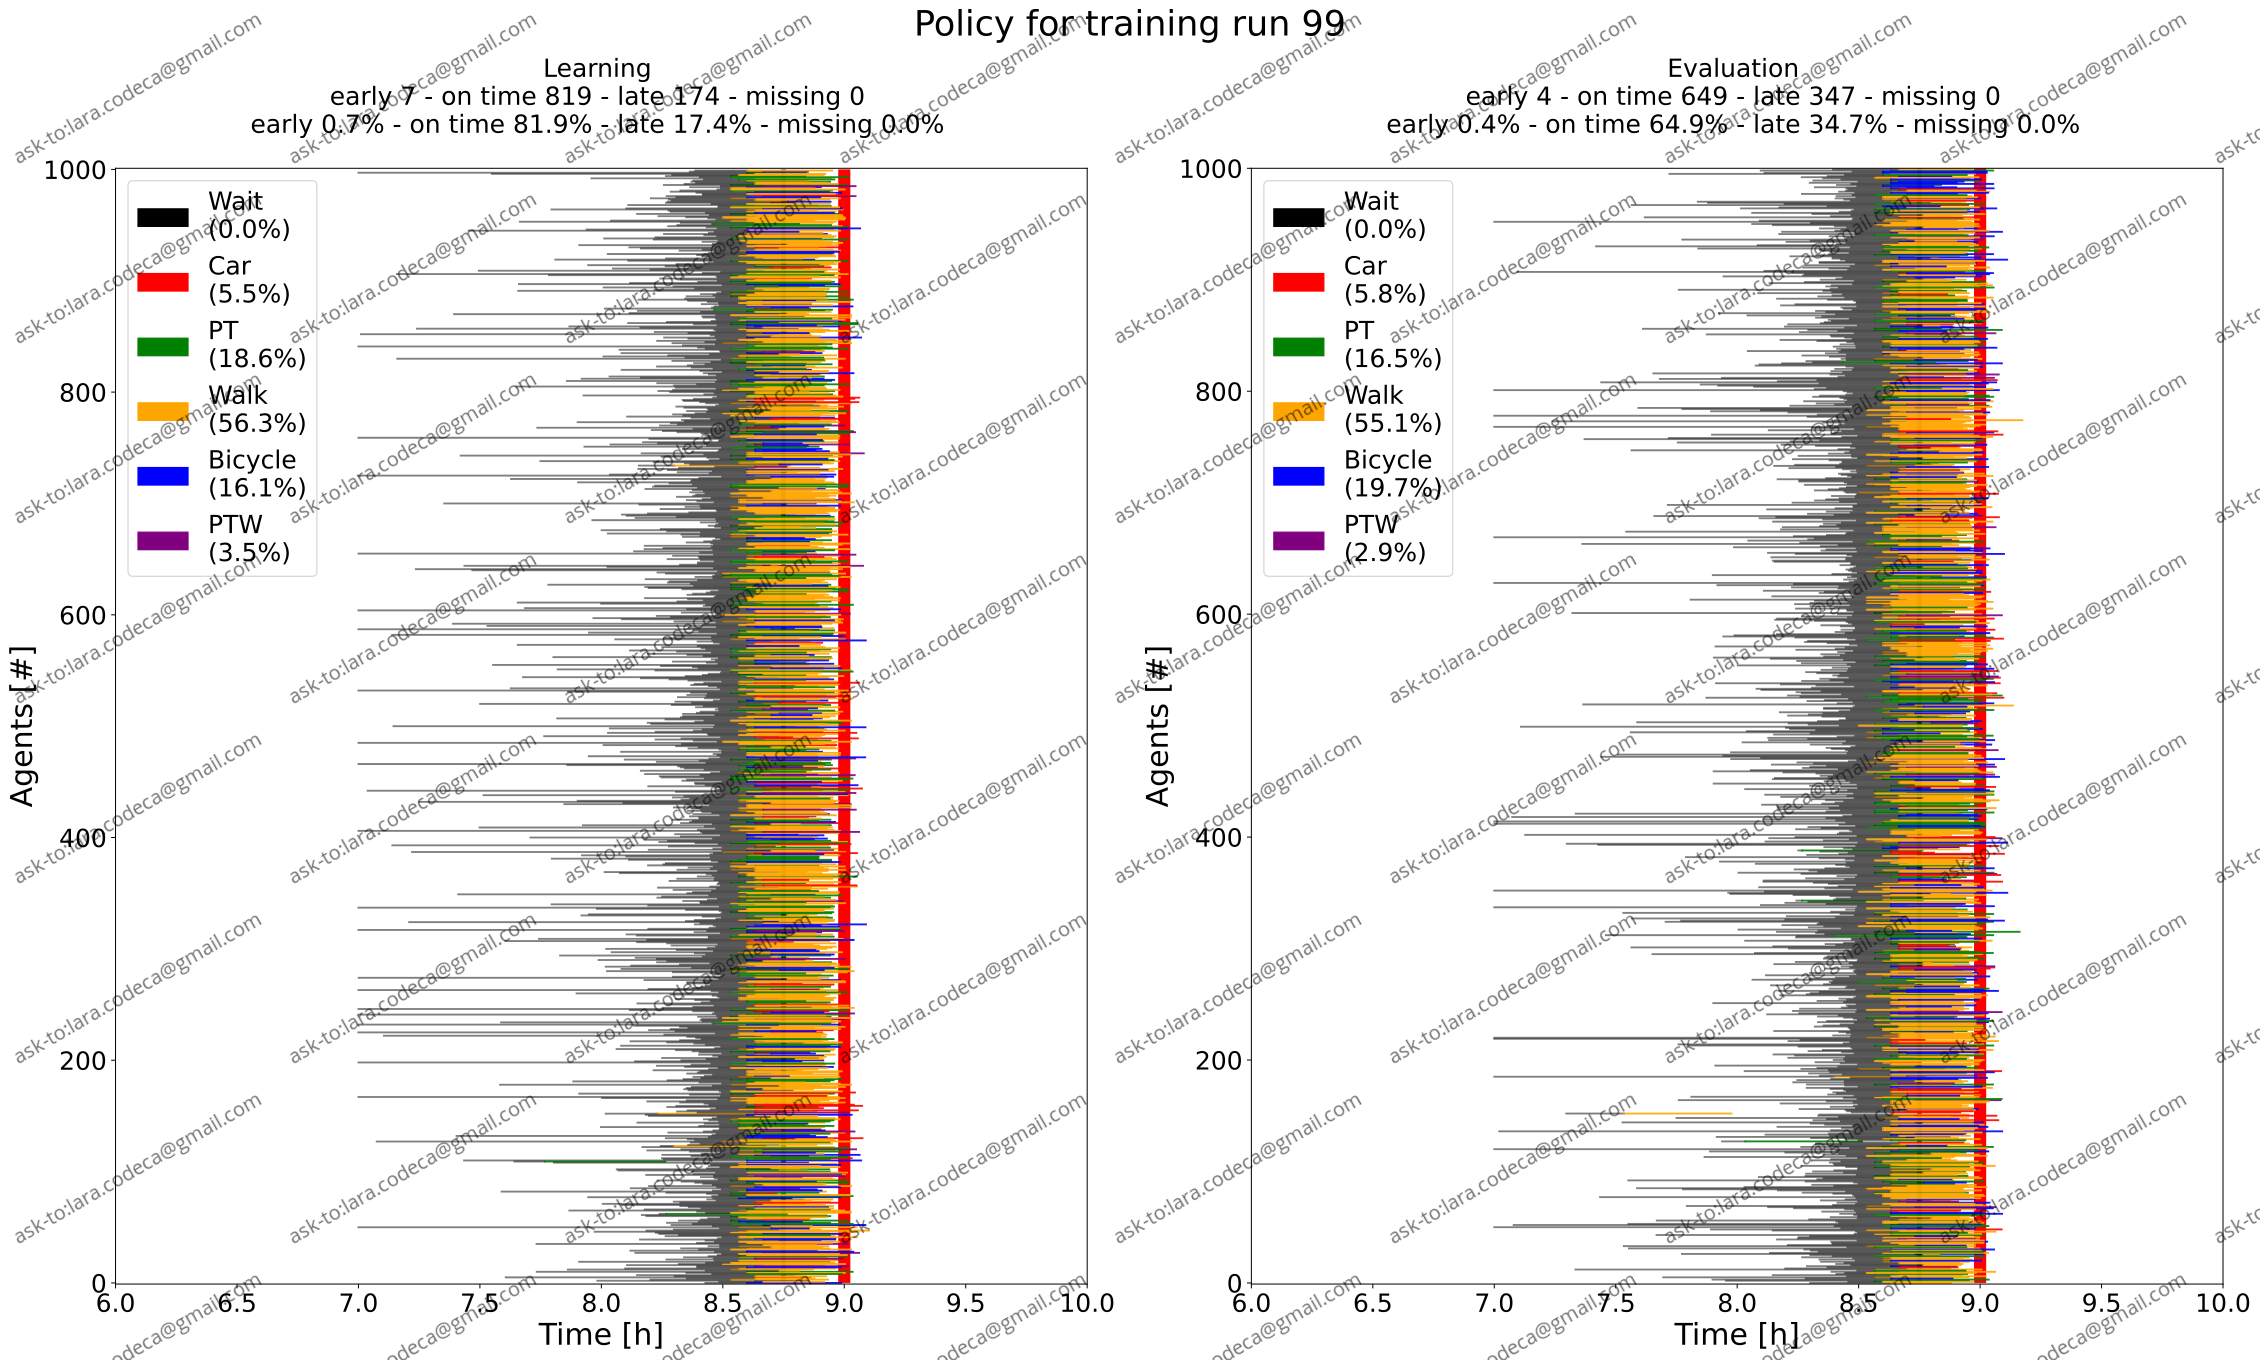 Policy for training run 99
Learning
early 7 - on time 819 - late 174 - missing 0
early 0.7% - on time 81.9% - late 17.4% - missing 0.0%
Wait
(0.0%)
Car
(5.5%)
PT
(18.6%)
Walk
(56.3%)
Bicycle
(16.1%)
PTW
(3.5%)
1000
800
600
400
200
0
Agents [#]
6.0 6.5 7.0 7.5 8.0 8.5 9.0 9.5 10.0
Time [h]
Evaluation
early 4 - on time 649 - late 347 - missing 0
early 0.4% - on time 64.9% - late 34.7% - missing 0.0%
Wait
(0.0%)
Car
(5.8%)
PT
(16.5%)
Walk
(55.1%)
Bicycle
(19.7%)
PTW
(2.9%)
1000
800
600
400
200
0
Agents [#]
6.0 6.5 7.0 7.5 8.0 8.5 9.0 9.5 10.0
Time [h]
ask-to:lara.codeca@gmail.com